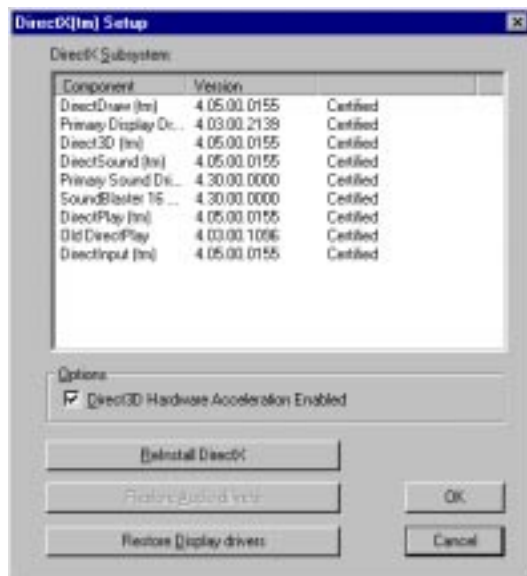 DirectX(tm) Setup
DirectX Subsystem:
Component Version
DirectDraw (tm) 4.05.00.0155 Certified
Primary Display Dr... 4.03.00.2139 Certified
Direct3D (tm) 4.05.00.0155 Certified
DirectSound (tm) 4.05.00.0155 Certified
Primary Sound Dri... 4.30.00.0000 Certified
SoundBlaster 16 ... 4.30.00.0000 Certified
DirectPlay (tm) 4.05.00.0155 Certified
Old DirectPlay 4.03.00.1096 Certified
DirectInput (tm) 4.05.00.0155 Certified
Options
Direct3D Hardware Acceleration Enabled
ReInstall DirectX
Restore Audio drivers OK
Restore Display drivers Cancel